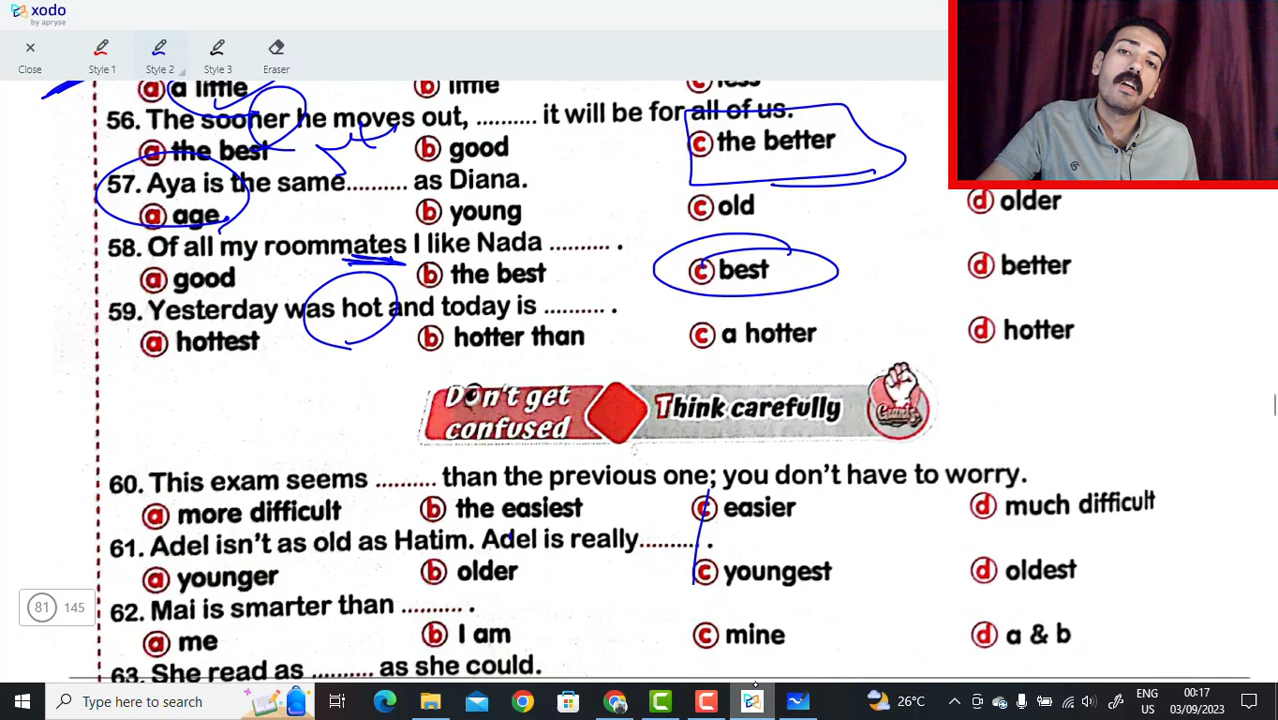 xodo
by apryse
Close
Style 1
Style 2
Style 3
Eraser
a a little b little c less
56. The sooner he moves out, .......... it will be for all of us.
a the best b good c the better
57. Aya is the same.......... as Diana.
a age b young c old d older
58. Of all my roommates I like Nada .......... .
a good b the best c best d better
59. Yesterday was hot and today is .......... .
a hottest b hotter than c a hotter d hotter
Don't get
confused
Think carefully
60. This exam seems .......... than the previous one; you don't have to worry.
a more difficult b the easiest c easier d much difficult
61. Adel isn't as old as Hatim. Adel is really.......... .
a younger b older c youngest d oldest
81 145
62. Mai is smarter than .......... .
a me b I am c mine d a & b
63. She read as .......... as she could.
Type here to search
26°C
ENG
US
00:17
03/09/2023